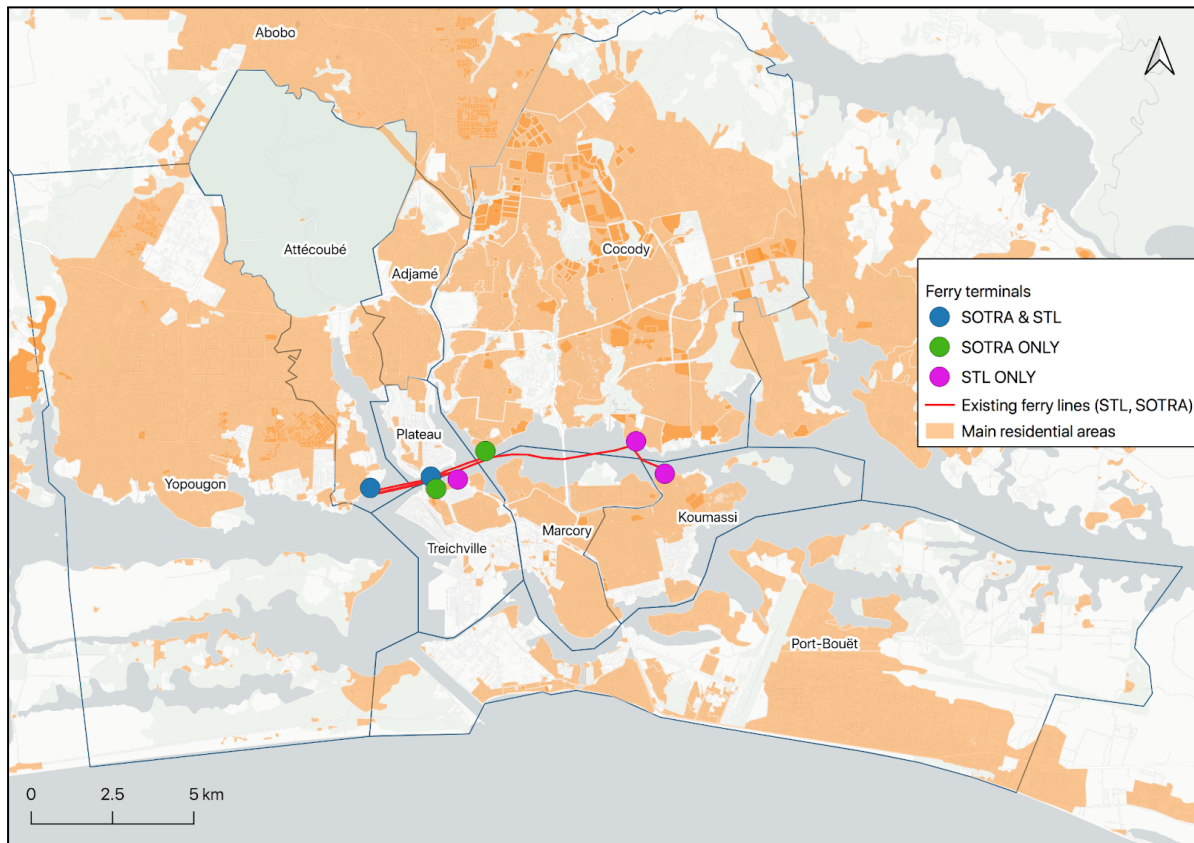 Abobo
Attécoubé
Adjamé
Cocody
Ferry terminals
SOTRA & STL
SOTRA ONLY
STL ONLY
Existing ferry lines (STL, SOTRA)
Main residential areas
Plateau
Yopougon
Treichville
Marcory
Koumassi
Port-Bouët
0 2.5 5 km